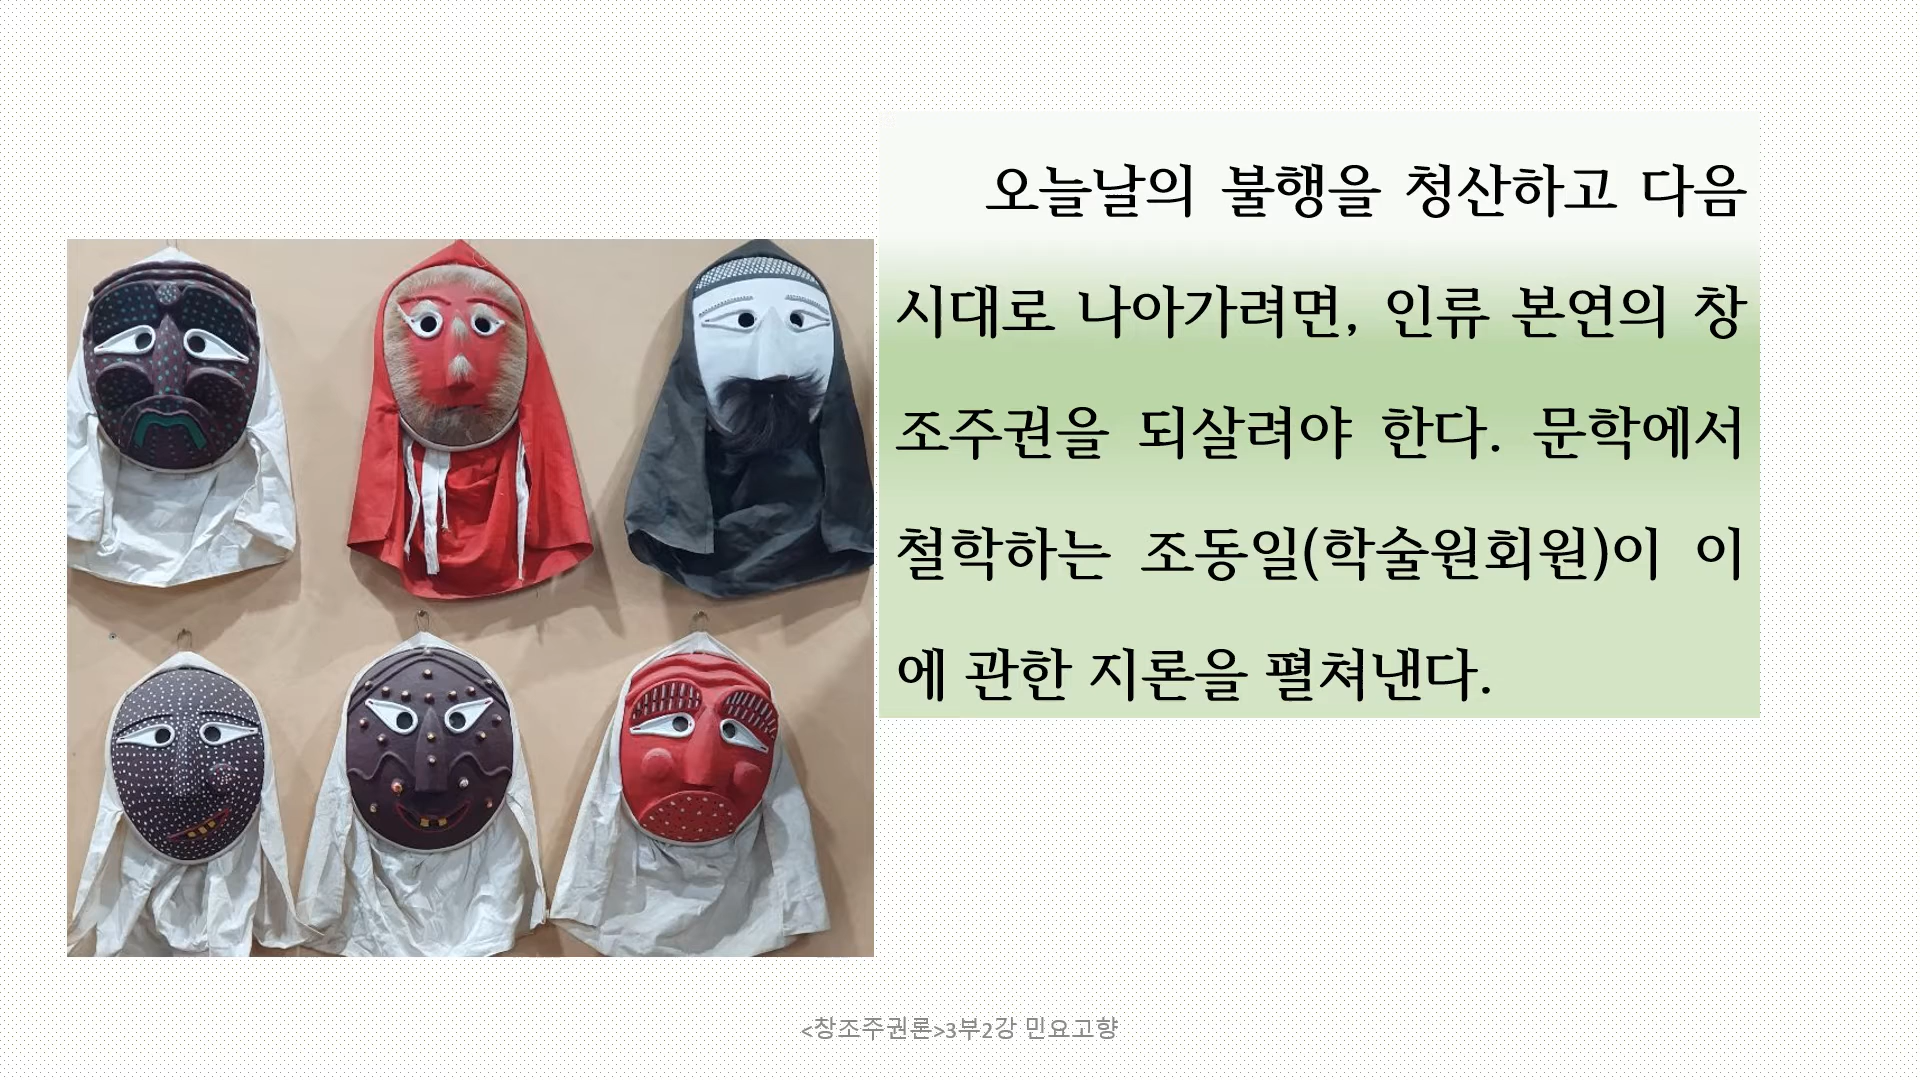 오늘날의 불행을 청산하고 다음
시대로 나아가려면, 인류 본연의 창
조주권을 되살려야 한다. 문학에서
철학하는 조동일(학술원회원)이 이
에 관한 지론을 펼쳐낸다.
<창조주권론>3부2강 민요고향